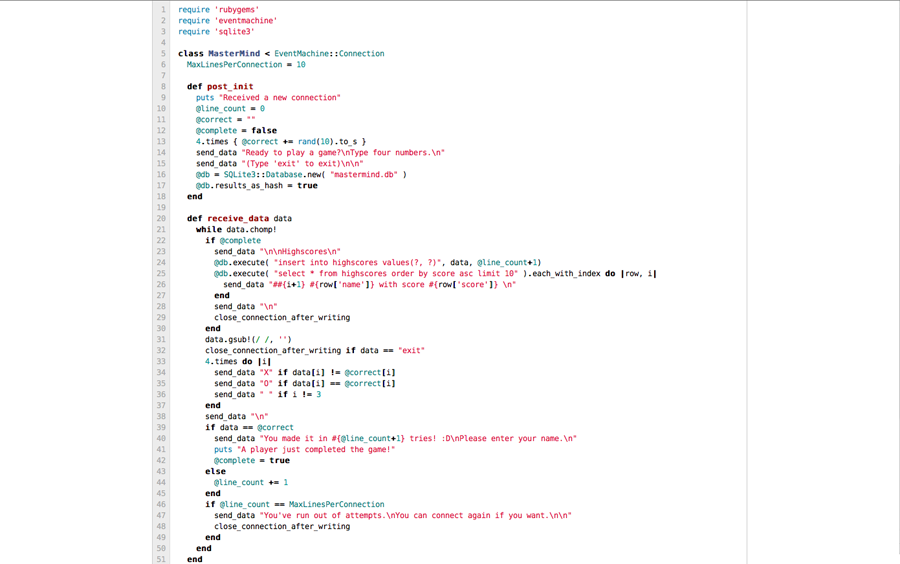 1 require 'rubygems'
2 require 'eventmachine'
3 require 'sqlite3'
4
5 class MasterMind < EventMachine::Connection
6   MaxLinesPerConnection = 10
7
8   def post_init
9     puts "Received a new connection"
10     @line_count = 0
11     @correct = ""
12     @complete = false
13     4.times { @correct += rand(10).to_s }
14     send_data "Ready to play a game?\nType four numbers.\n"
15     send_data "(Type 'exit' to exit)\n\n"
16     @db = SQLite3::Database.new( "mastermind.db" )
17     @db.results_as_hash = true
18   end
19
20   def receive_data data
21     while data.chomp!
22       if @complete
23         send_data "\n\nHighscores\n"
24         @db.execute( "insert into highscores values(?, ?)", data, @line_count+1)
25         @db.execute( "select * from highscores order by score asc limit 10" ).each_with_index do |row, i|
26           send_data "##{i+1} #{row['name']} with score #{row['score']} \n"
27         end
28         send_data "\n"
29         close_connection_after_writing
30       end
31       data.gsub!(/ /, '')
32       close_connection_after_writing if data == "exit"
33       4.times do |i|
34         send_data "X" if data[i] != @correct[i]
35         send_data "O" if data[i] == @correct[i]
36         send_data " " if i != 3
37       end
38       send_data "\n"
39       if data == @correct
40         send_data "You made it in #{@line_count+1} tries! :D\nPlease enter your name.\n"
41         puts "A player just completed the game!"
42         @complete = true
43       else
44         @line_count += 1
45       end
46       if @line_count == MaxLinesPerConnection
47         send_data "You've run out of attempts.\nYou can connect again if you want.\n\n"
48         close_connection_after_writing
49       end
50     end
51   end